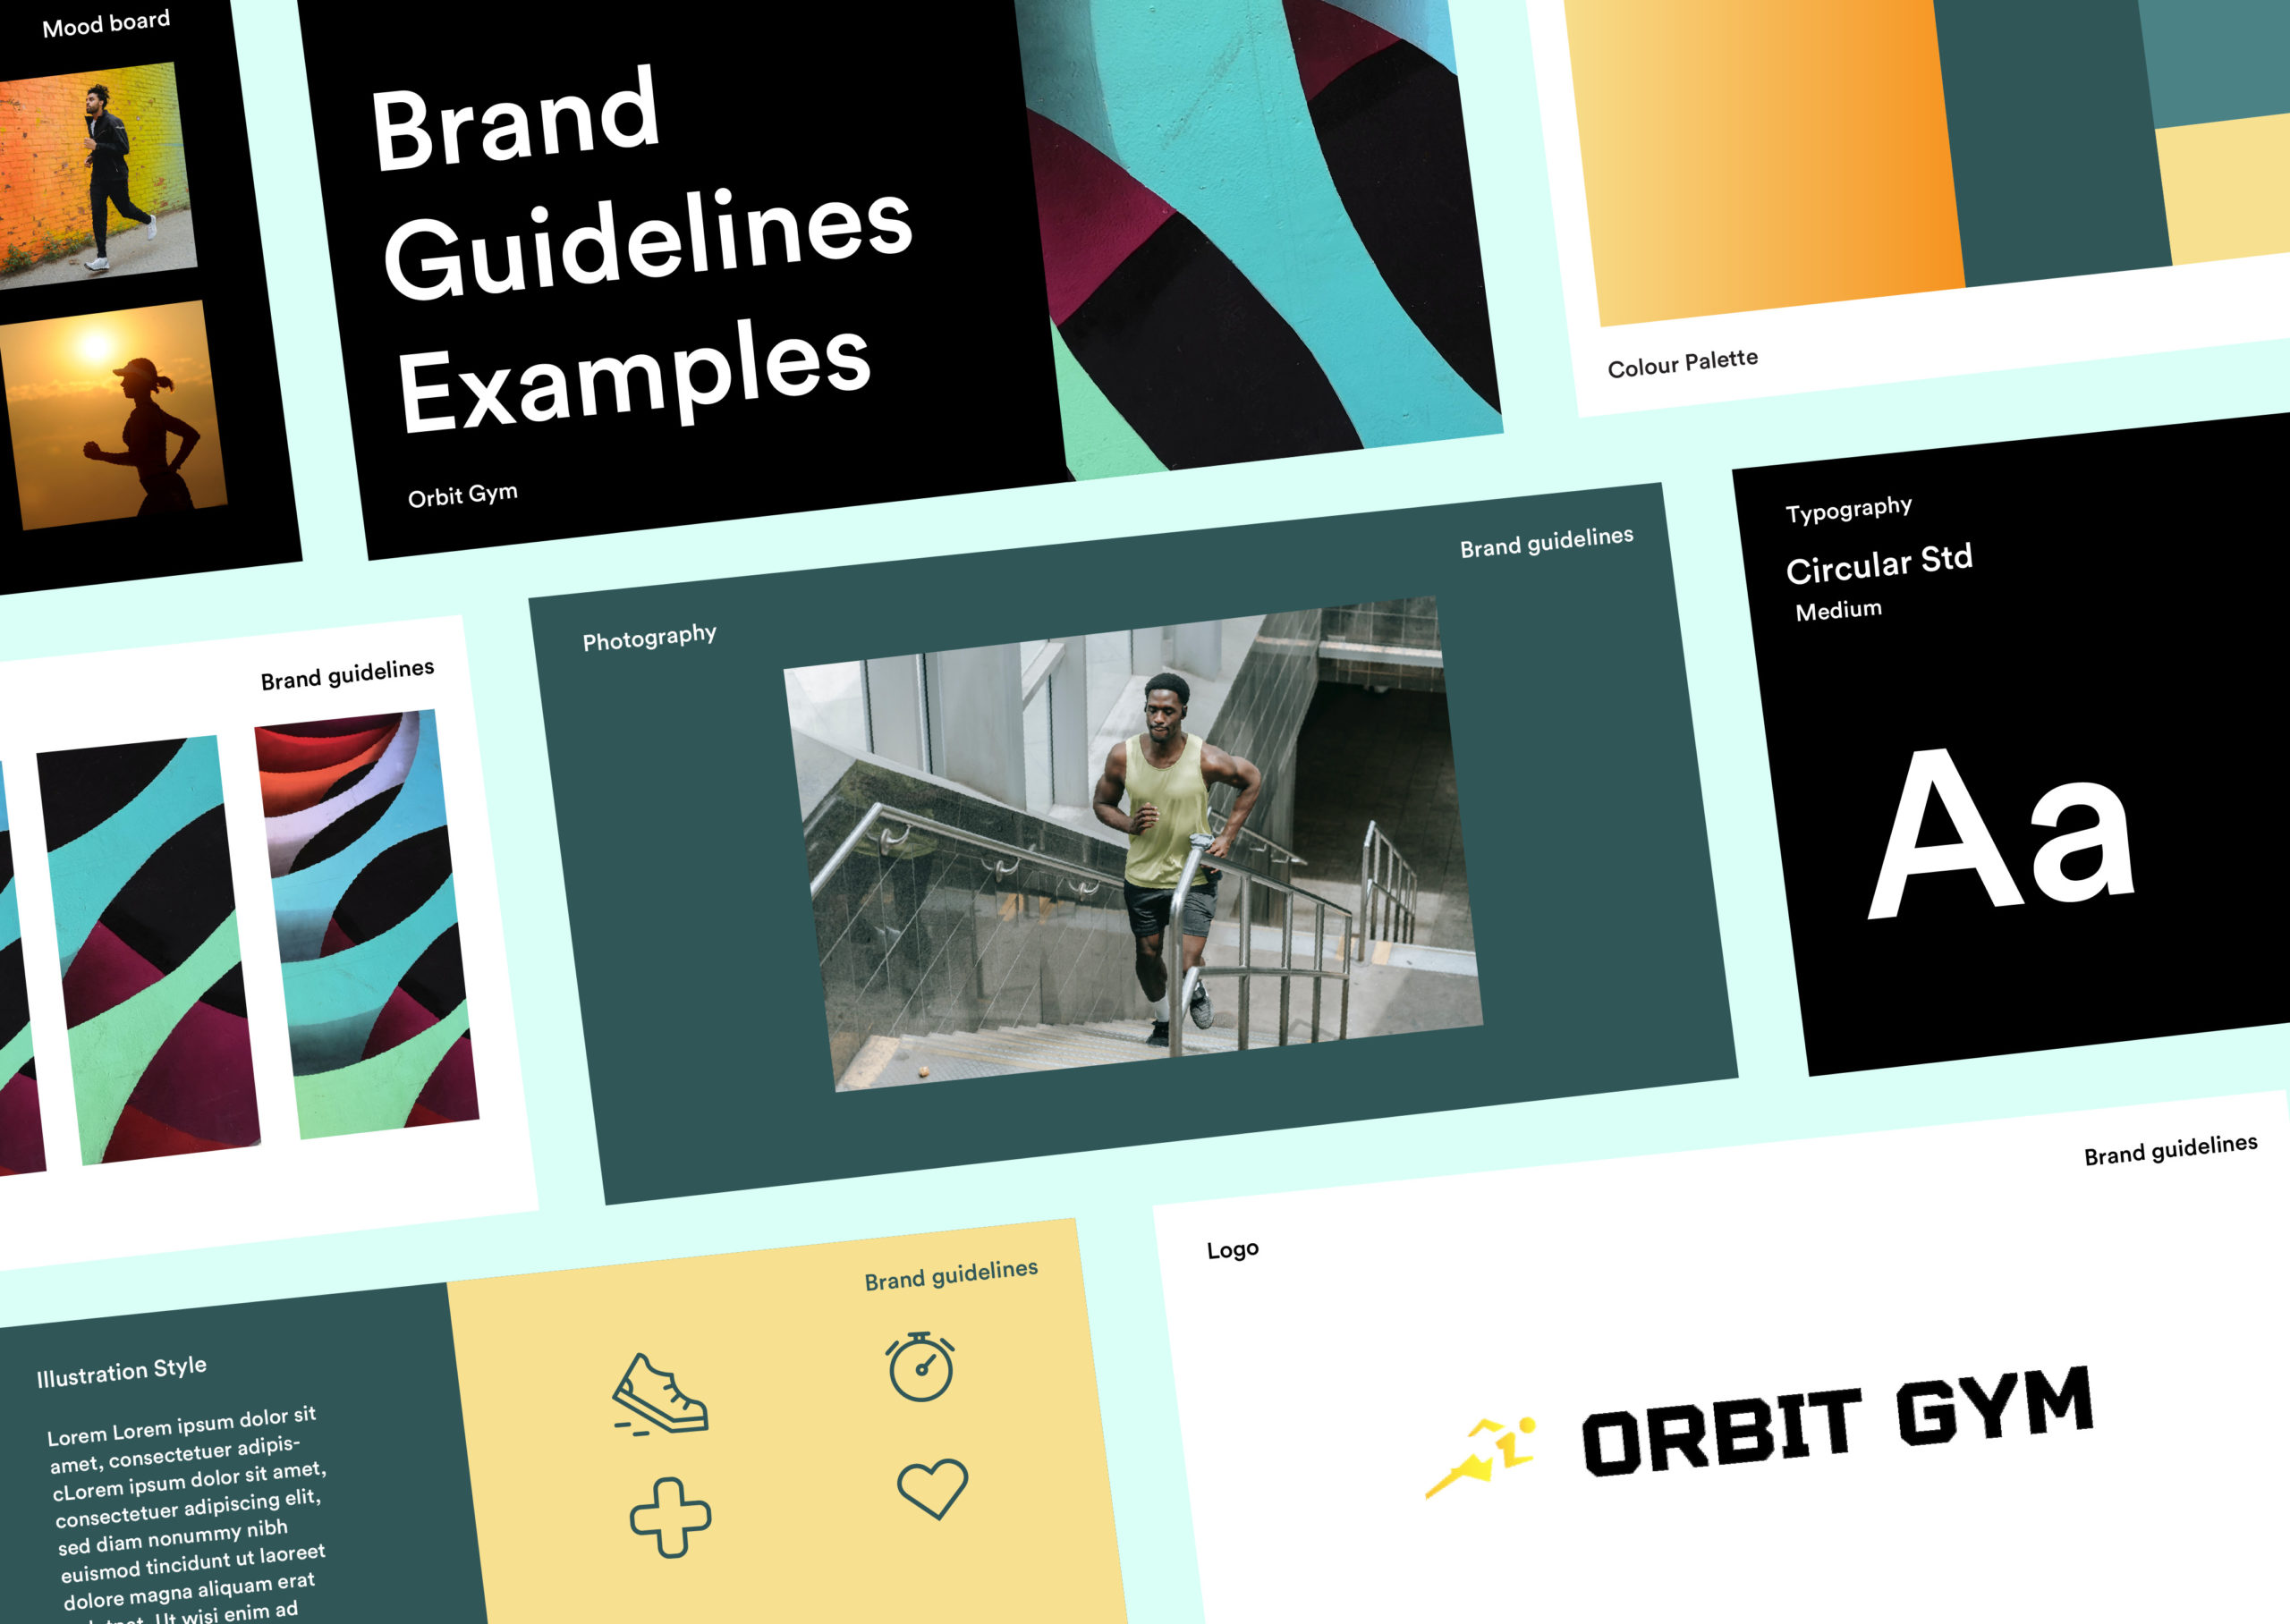 Mood board
Brand
Guidelines
Examples
Orbit Gym
Colour Palette
Brand guidelines
Photography
Brand guidelines
Typography
Circular Std
Medium
Aa
Illustration Style
Lorem Lorem ipsum dolor sit
amet, consectetuer adipis-
cLorem ipsum dolor sit amet,
consectetuer adipiscing elit,
sed diam nonummy nibh
euismod tincidunt ut laoreet
dolore magna aliquam erat
Ut wisi enim ad
Brand guidelines
Logo
Brand guidelines
ORBIT GYM